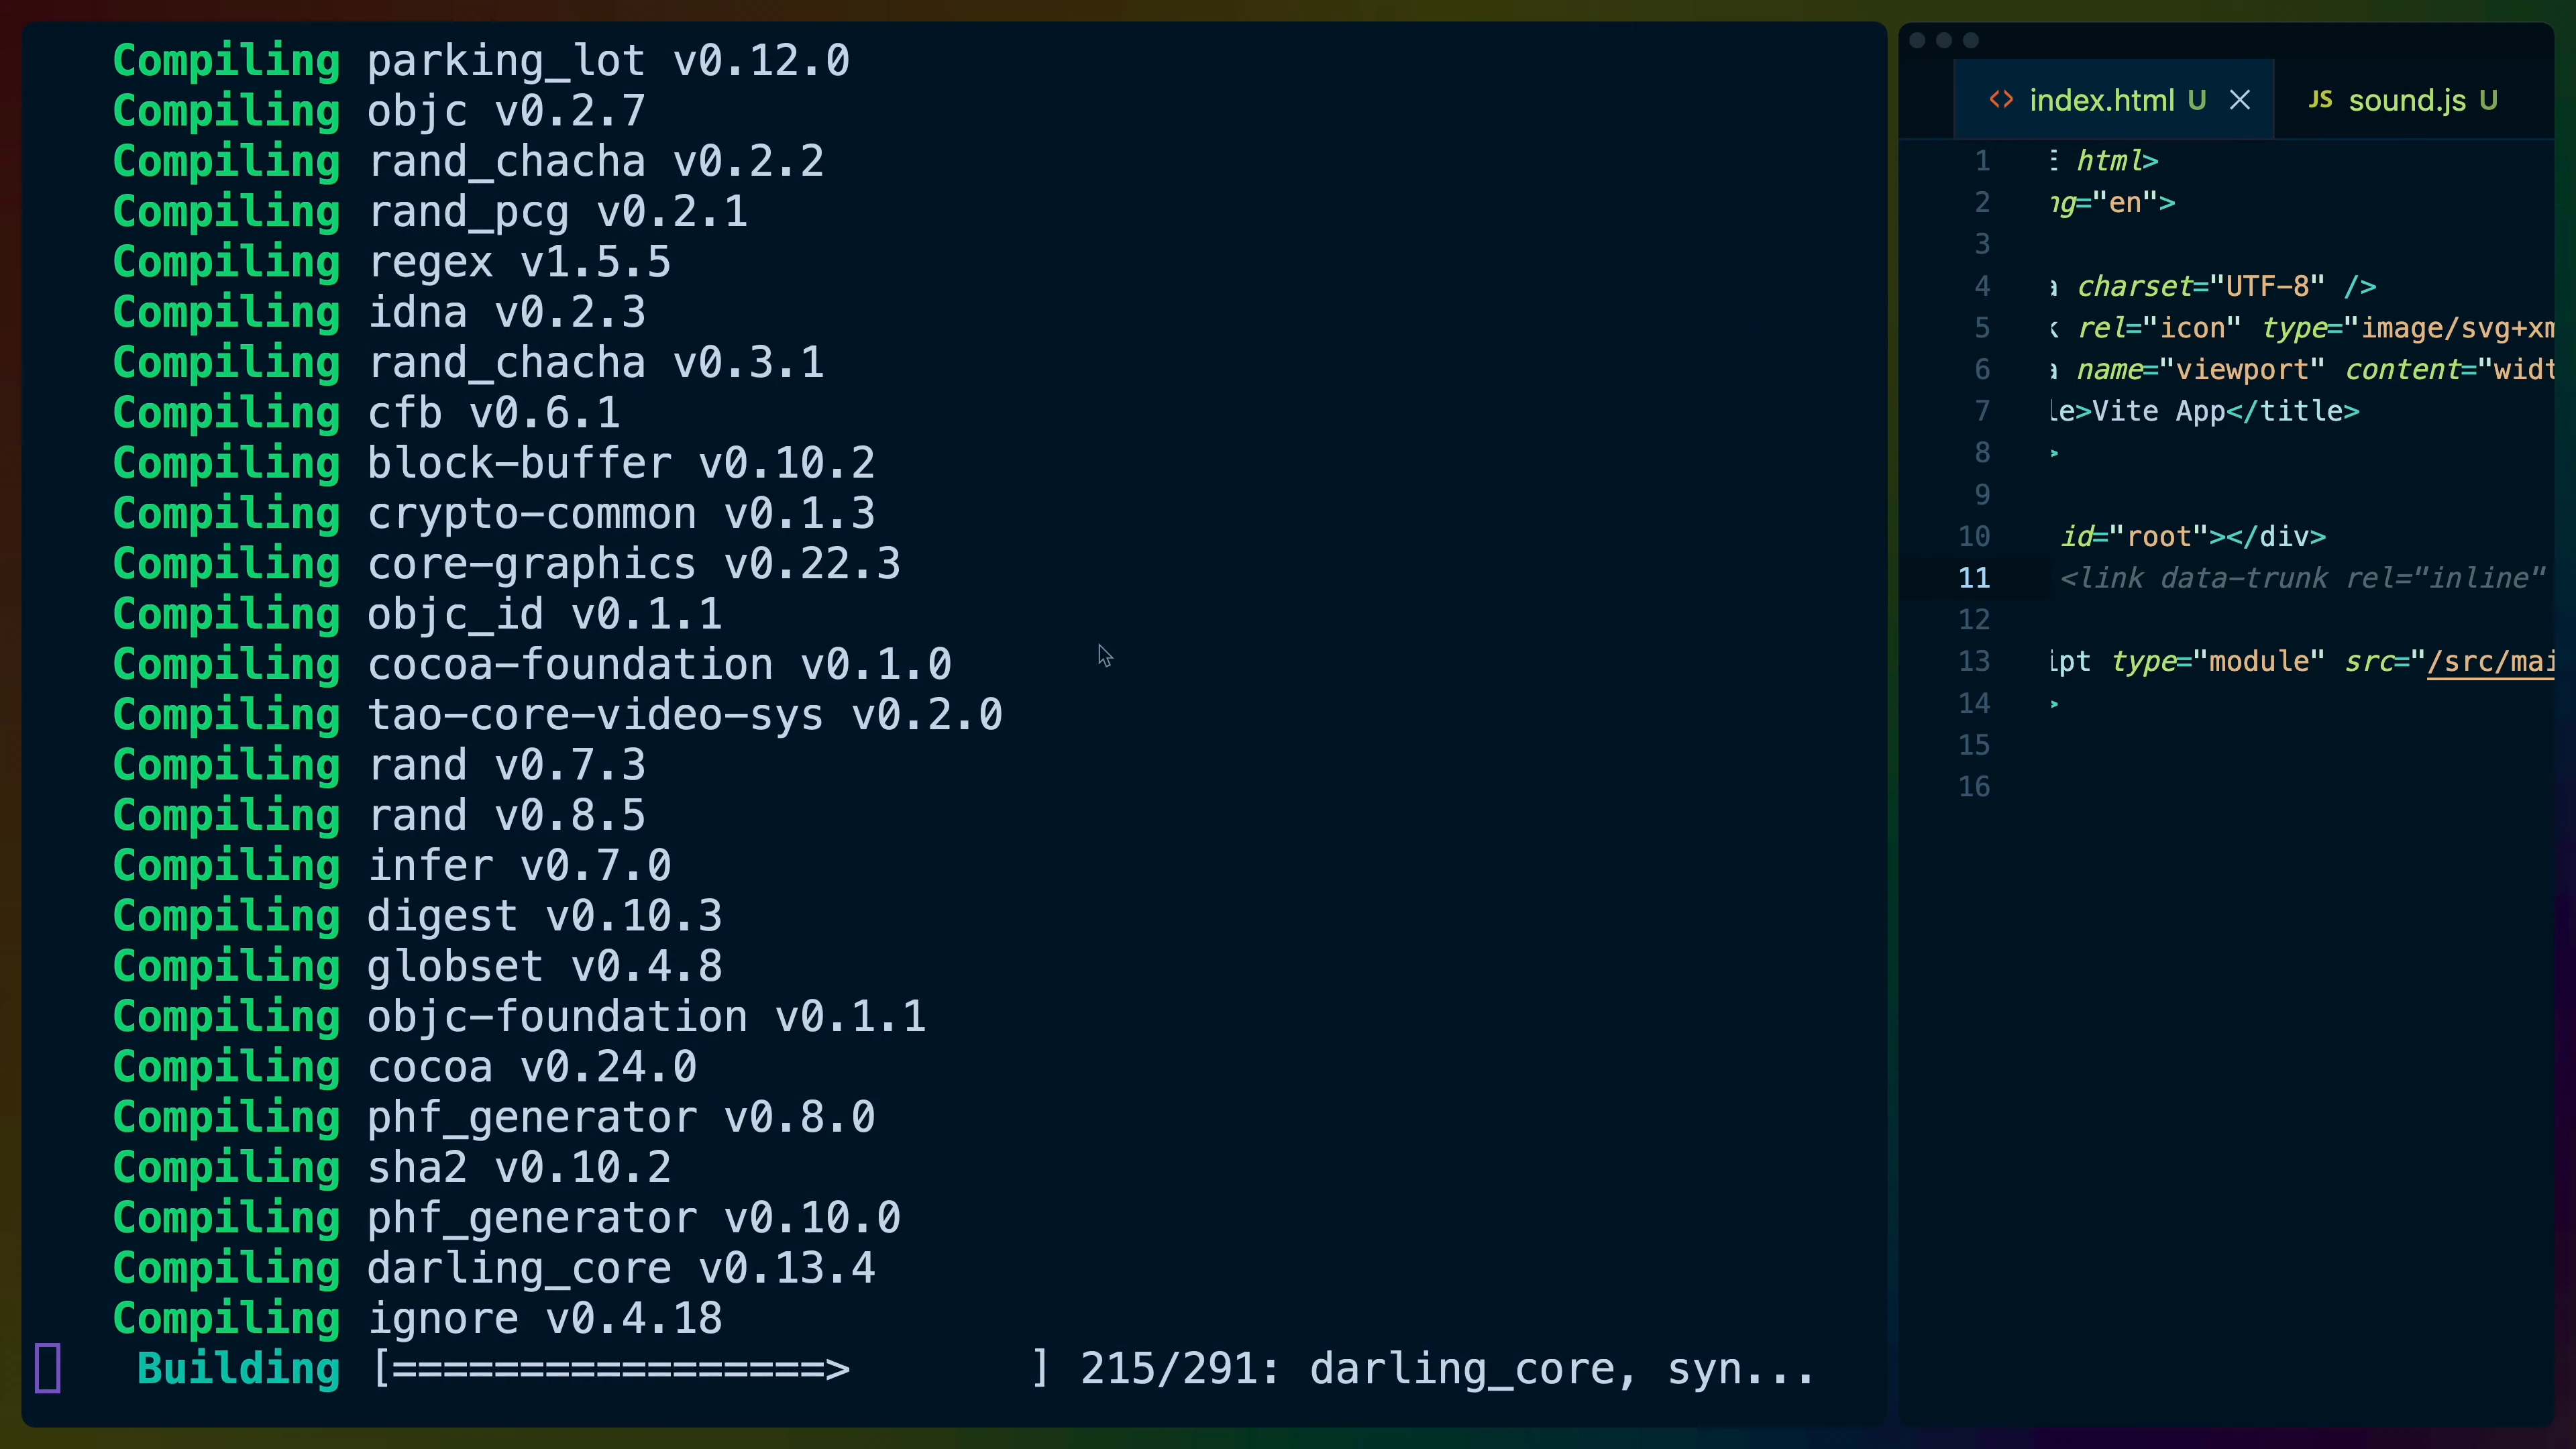 Compiling parking_lot v0.12.0
Compiling objc v0.2.7
Compiling rand_chacha v0.2.2
Compiling rand_pcg v0.2.1
Compiling regex v1.5.5
Compiling idna v0.2.3
Compiling rand_chacha v0.3.1
Compiling cfb v0.6.1
Compiling block-buffer v0.10.2
Compiling crypto-common v0.1.3
Compiling core-graphics v0.22.3
Compiling objc_id v0.1.1
Compiling cocoa-foundation v0.1.0
Compiling tao-core-video-sys v0.2.0
Compiling rand v0.7.3
Compiling rand v0.8.5
Compiling infer v0.7.0
Compiling digest v0.10.3
Compiling globset v0.4.8
Compiling objc-foundation v0.1.1
Compiling cocoa v0.24.0
Compiling phf_generator v0.8.0
Compiling sha2 v0.10.2
Compiling phf_generator v0.10.0
Compiling darling_core v0.13.4
Compiling ignore v0.4.18
Building [=================>       ] 215/291: darling_core, syn...
<> index.html U × JS sound.js U
1 html>
2 ng="en">
3
4 charset="UTF-8" />
5 rel="icon" type="image/svg+xm
6 name="viewport" content="widt
7 le>Vite App</title>
8 >
9
10 id="root"></div>
11 <link data-trunk rel="inline"
12
13 ipt type="module" src="/src/mai
14 >
15
16